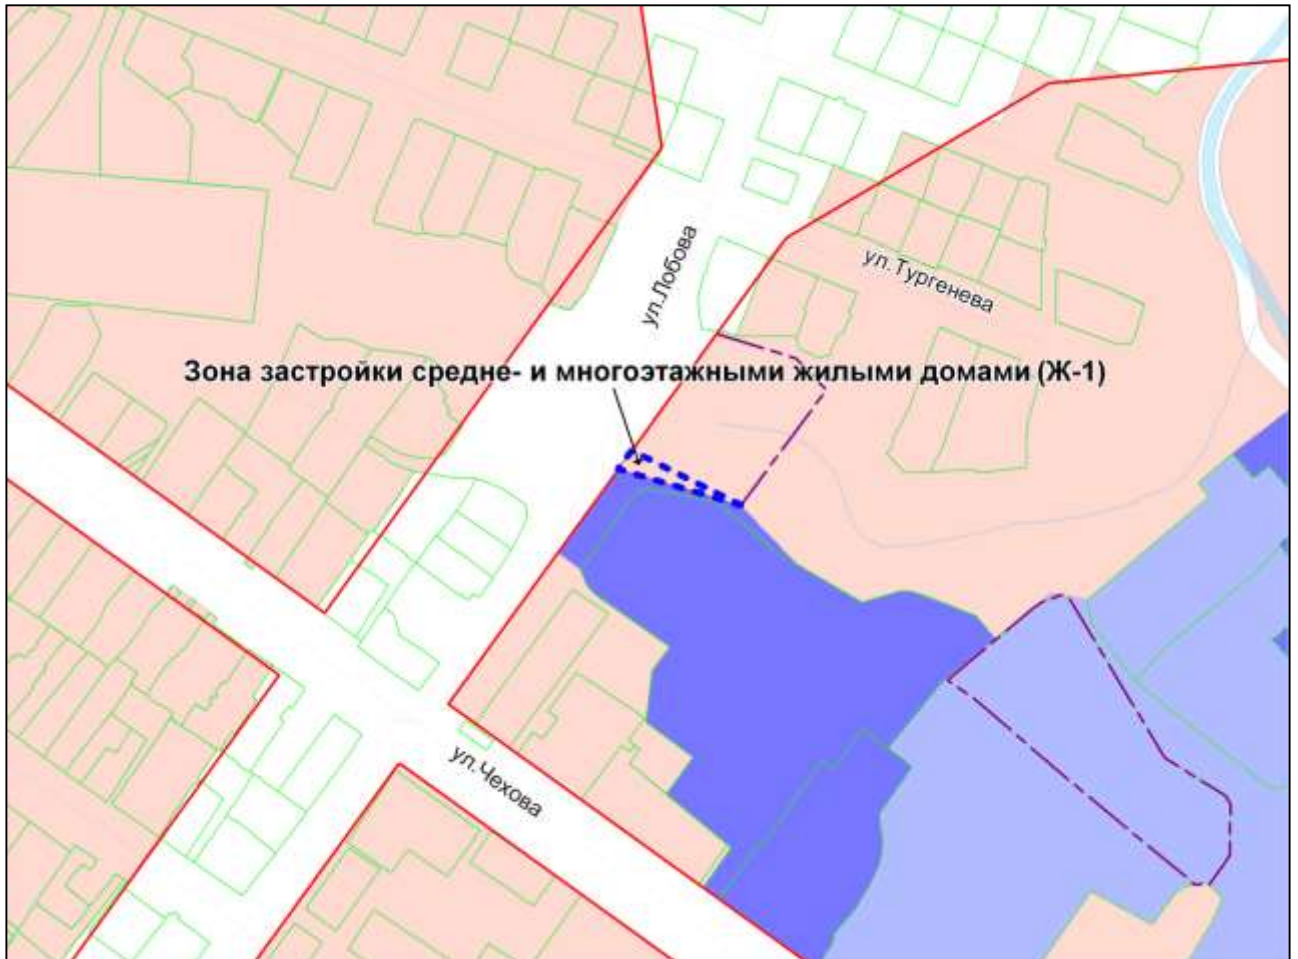 ул.Лобова
ул.Тургенева
Зона застройки средне- и многоэтажными жилыми домами (Ж-1)
ул.Чехова